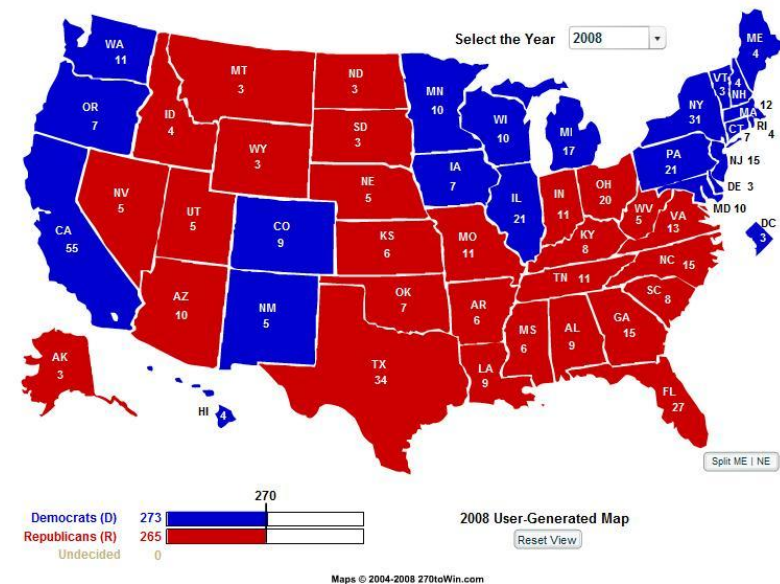 Select the Year 2008
WA
11
OR
7
CA
55
ID
4
NV
5
MT
3
WY
3
UT
5
AZ
10
CO
9
NM
5
ND
3
SD
3
NE
5
KS
6
OK
7
TX
34
MN
10
IA
7
MO
11
AR
6
LA
9
WI
10
IL
21
MI
17
IN
11
OH
20
KY
8
TN 11
MS
6
AL
9
GA
15
FL
27
SC
8
NC 15
VA
13
WV
5
PA
21
NY
31
VT
3
4
NH
ME
4
MA
12
RI
4
CT
7
NJ 15
DE 3
MD 10
DC
3
AK
3
HI
4
Split ME | NE
270
Democrats (D) 273
Republicans (R) 265
Undecided 0
2008 User-Generated Map
Reset View
Maps © 2004-2008 270toWin.com